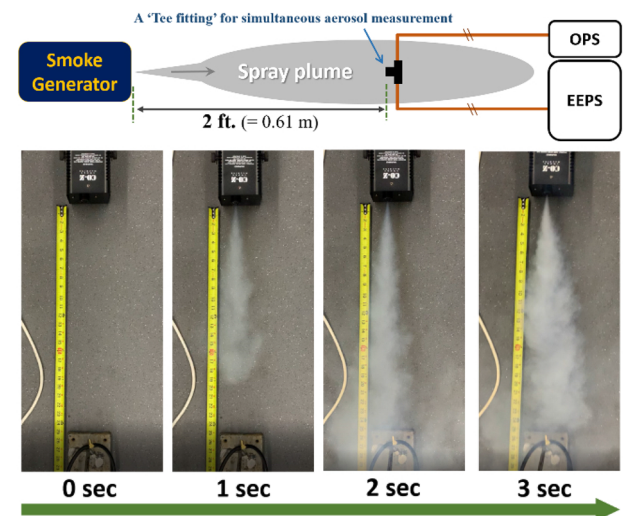 A ‘Tee fitting’ for simultaneous aerosol measurement
Smoke
Generator
Spray plume
OPS
EEPS
2 ft. (= 0.61 m)
0 sec
1 sec
2 sec
3 sec